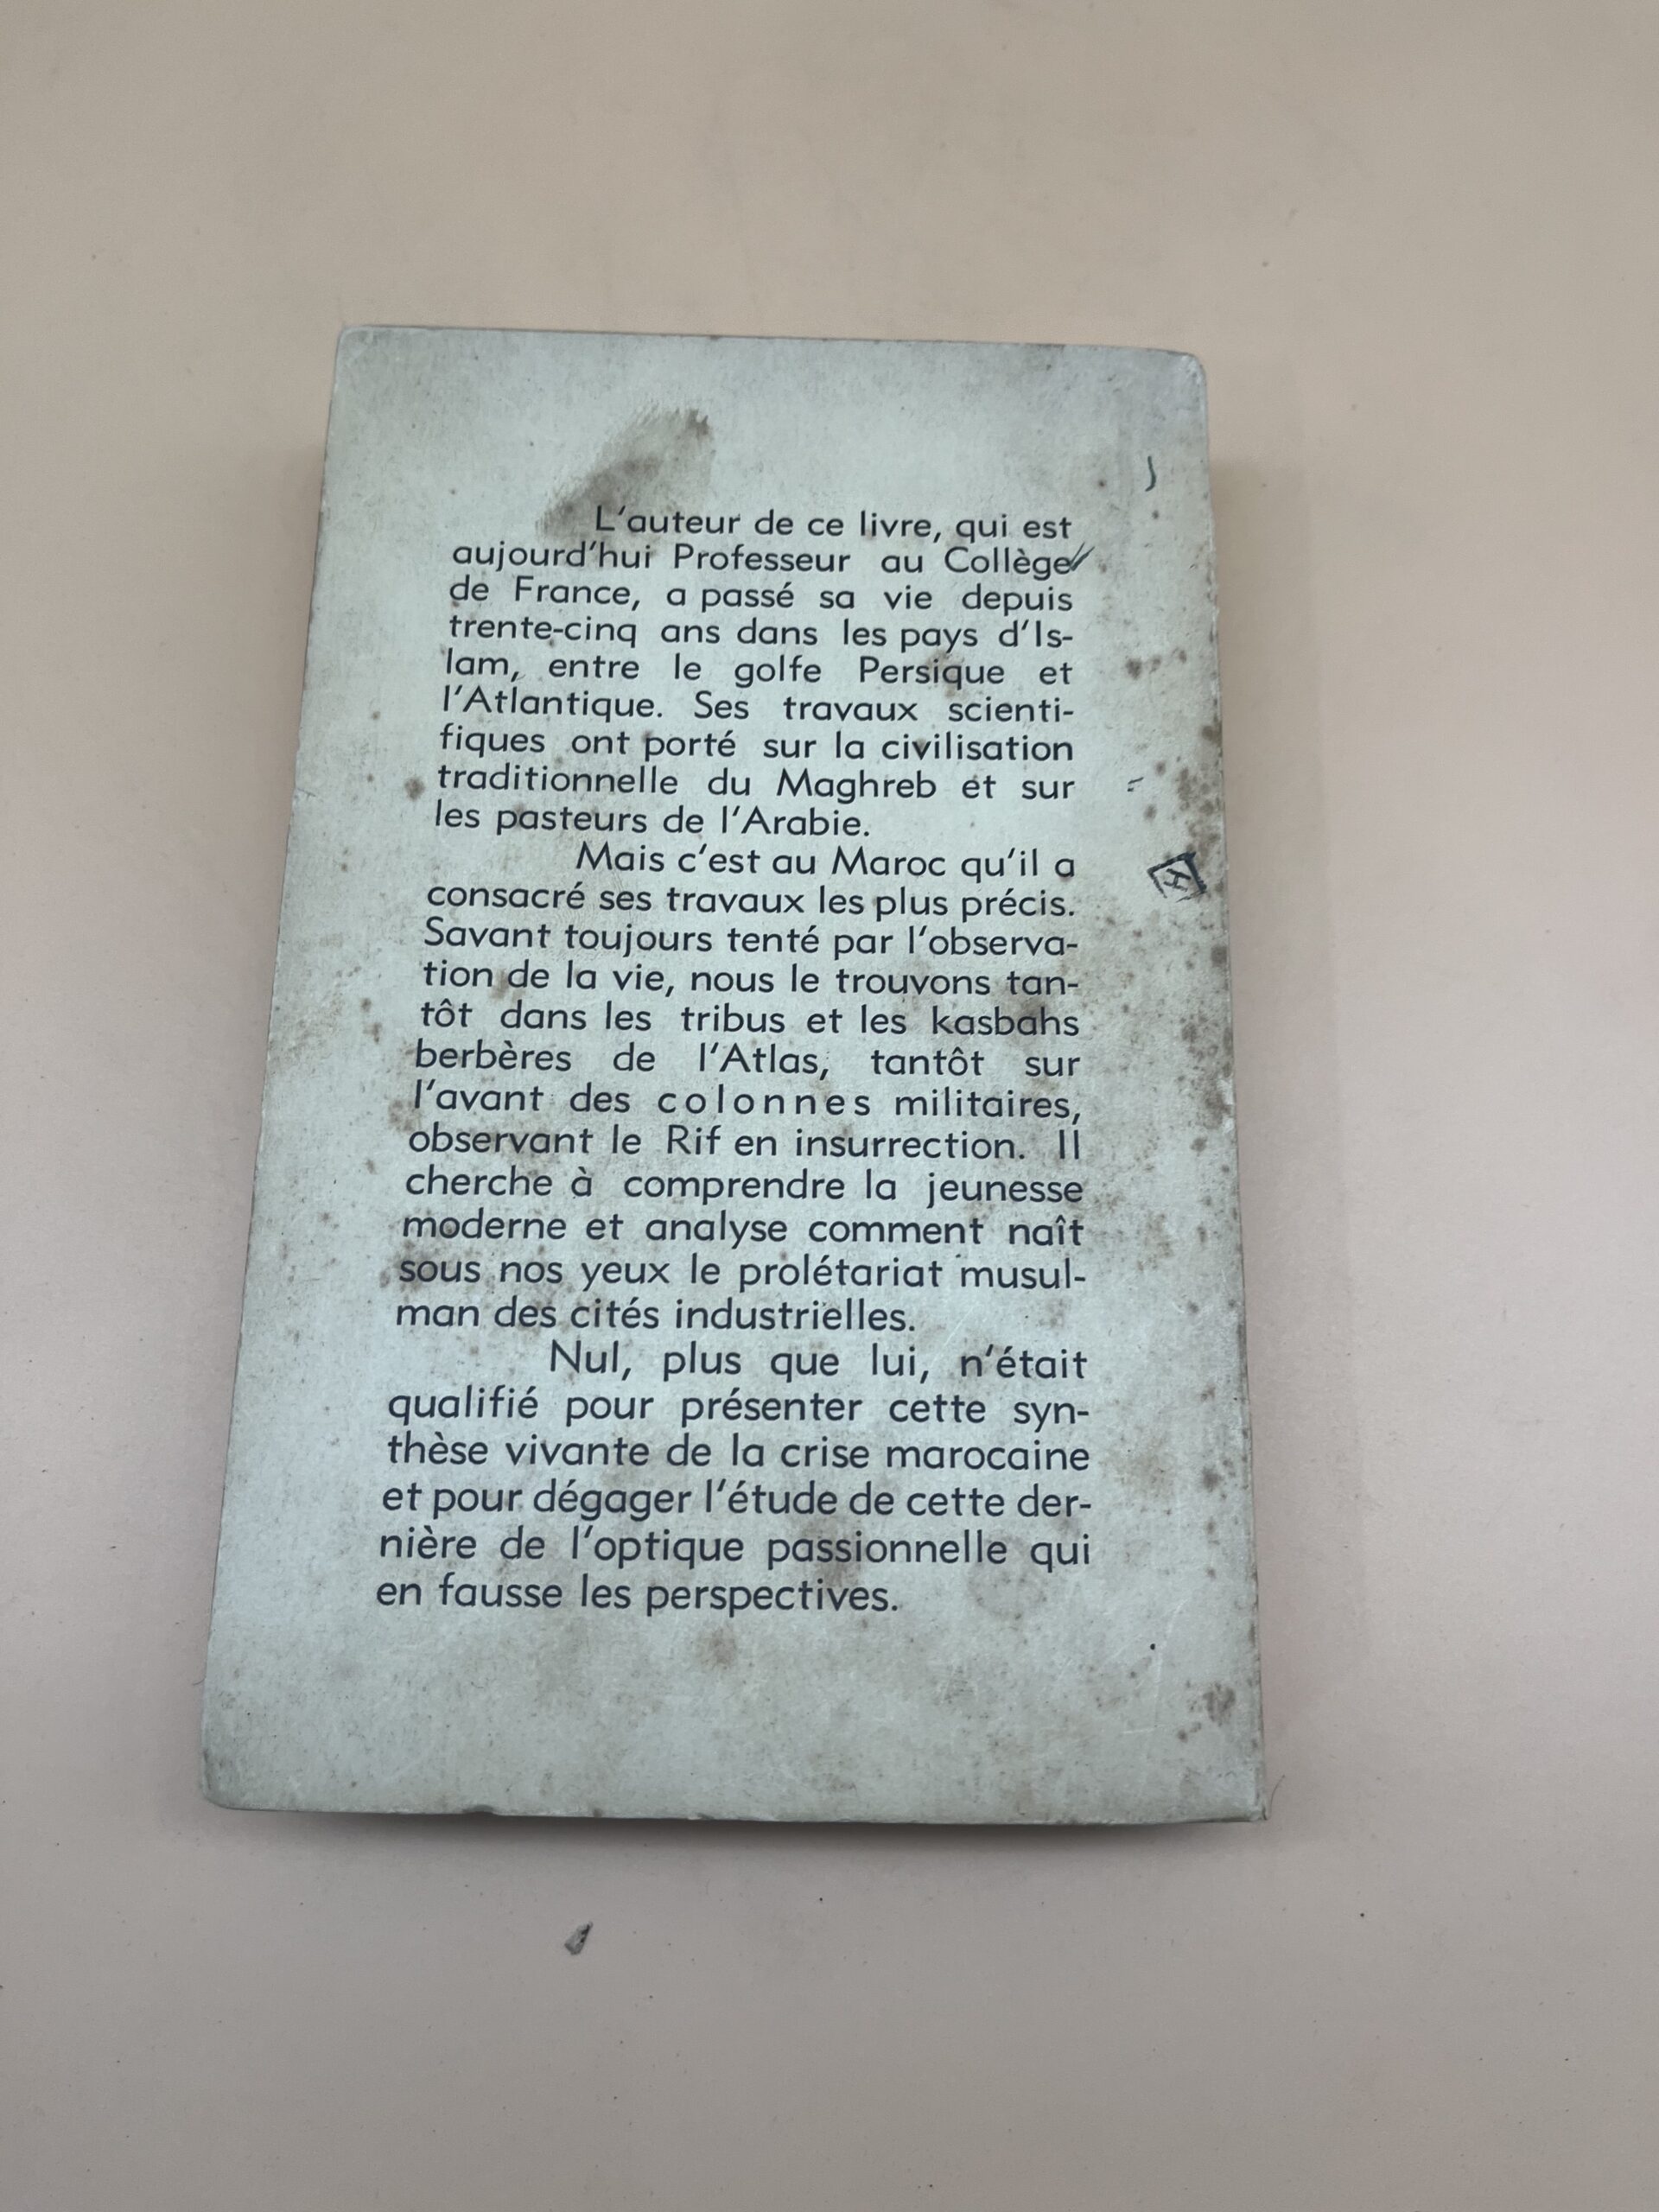 L'auteur de ce livre, qui est
aujourd'hui Professeur au Collège
de France, a passé sa vie depuis
trente-cinq ans dans les pays d'Is-
lam, entre le golfe Persique et
l'Atlantique. Ses travaux scienti-
fiques ont porté sur la civilisation
traditionnelle du Maghreb et sur
les pasteurs de l'Arabie.
Mais c'est au Maroc qu'il a
consacré ses travaux les plus précis.
Savant toujours tenté par l'observa-
tion de la vie, nous le trouvons tan-
tôt dans les tribus et les kasbahs
berbères de l'Atlas, tantôt sur
l'avant des colonnes militaires,
observant le Rif en insurrection. Il
cherche à comprendre la jeunesse
moderne et analyse comment naît
sous nos yeux le prolétariat musul-
man des cités industrielles.
Nul, plus que lui, n'était
qualifié pour présenter cette syn-
thèse vivante de la crise marocaine
et pour dégager l'étude de cette der-
nière de l'optique passionnelle qui
en fausse les perspectives.